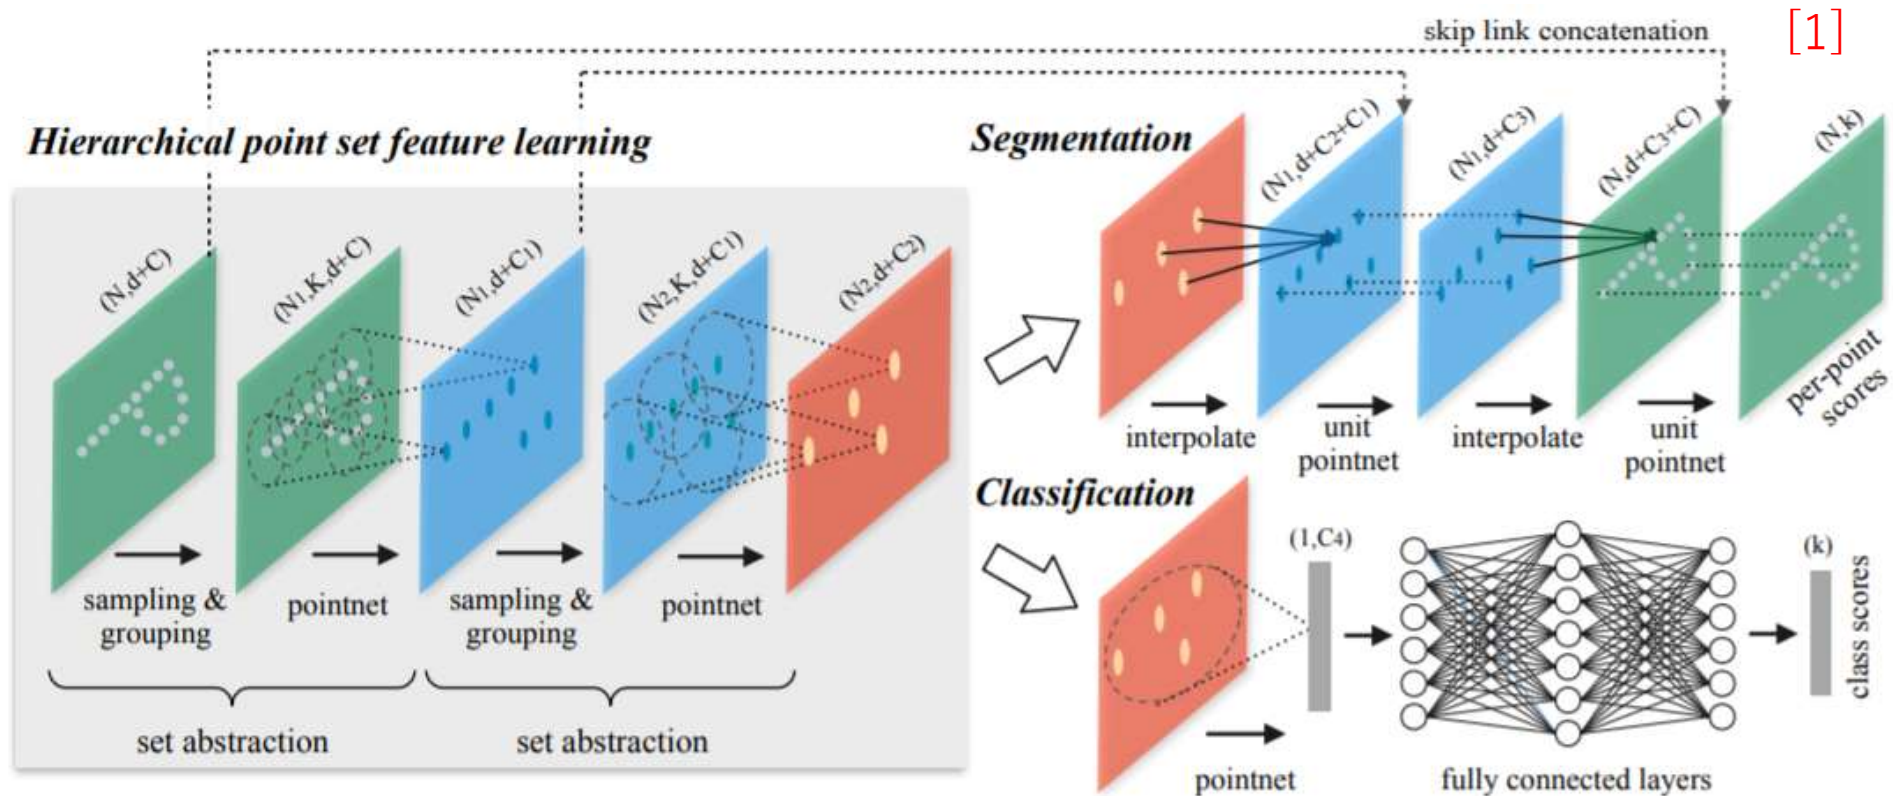 skip link concatenation
[1]
Hierarchical point set feature learning
(N,d+C)
(N1,K,d+C)
(N1,d+C1)
(N2,K,d+C1)
(N2,d+C2)
sampling &
grouping
pointnet
sampling &
grouping
pointnet
set abstraction
set abstraction
Segmentation
(N1,d+C2+C1)
(N1,d+C3)
(N,d+C3+C)
(N,k)
interpolate
unit
pointnet
interpolate
unit
pointnet
per-point
scores
Classification
(1,C4)
(k)
class scores
pointnet
fully connected layers